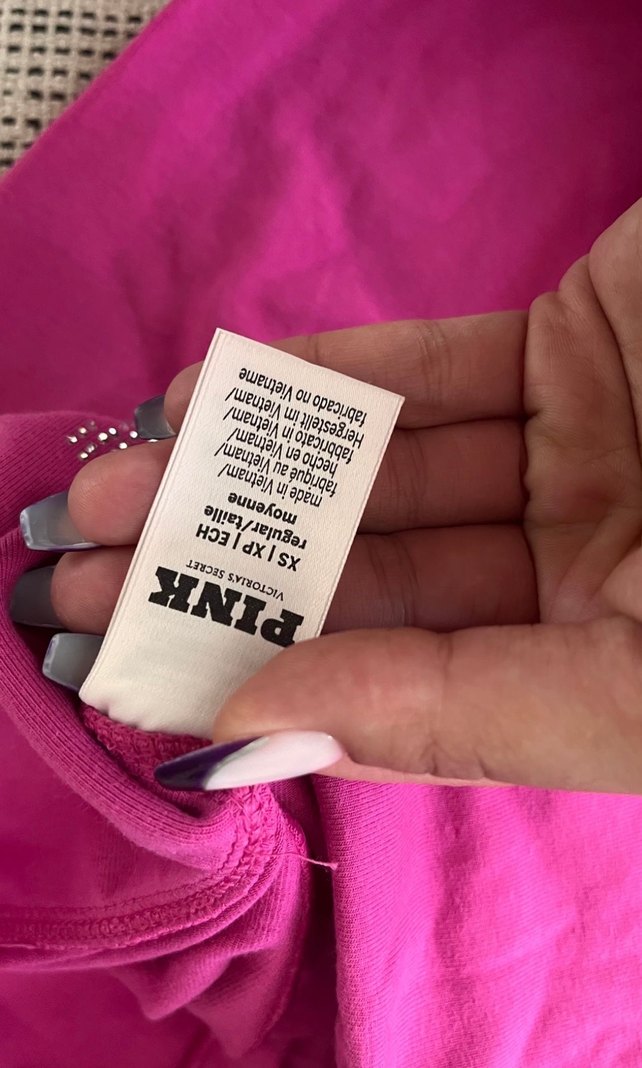 PINK
VICTORIA'S SECRET
XS | XP | ECH
regular/taille
moyenne
made in Vietnam/
fabriqué au Vietnam/
hecho en Vietnam/
fabbricato in Vietnam/
Hergestellt im Vietnam/
fabricado no Vietname